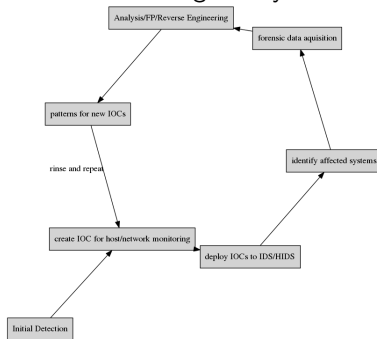 Analysis/FP/Reverse Engineering
forensic data aquisition
patterns for new IOCs
identify affected systems
rinse and repeat
create IOC for host/network monitoring
deploy IOCs to IDS/HIDS
Initial Detection